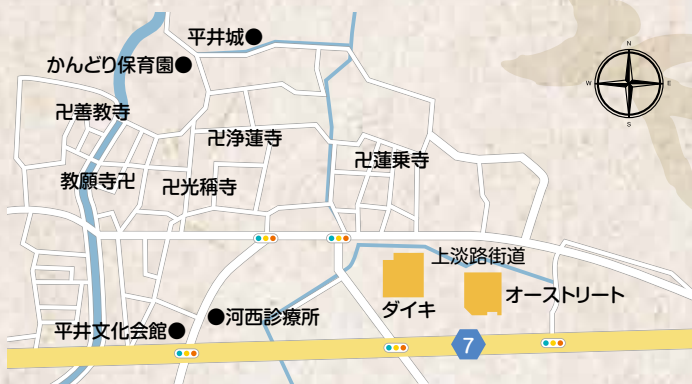 平井城●
かんどり保育園●
N
W
E
S
卍善教寺
卍浄蓮寺
卍蓮乗寺
教願寺卍
卍光稱寺
上淡路街道
オーストリート
ダイキ
●河西診療所
平井文化会館●
7